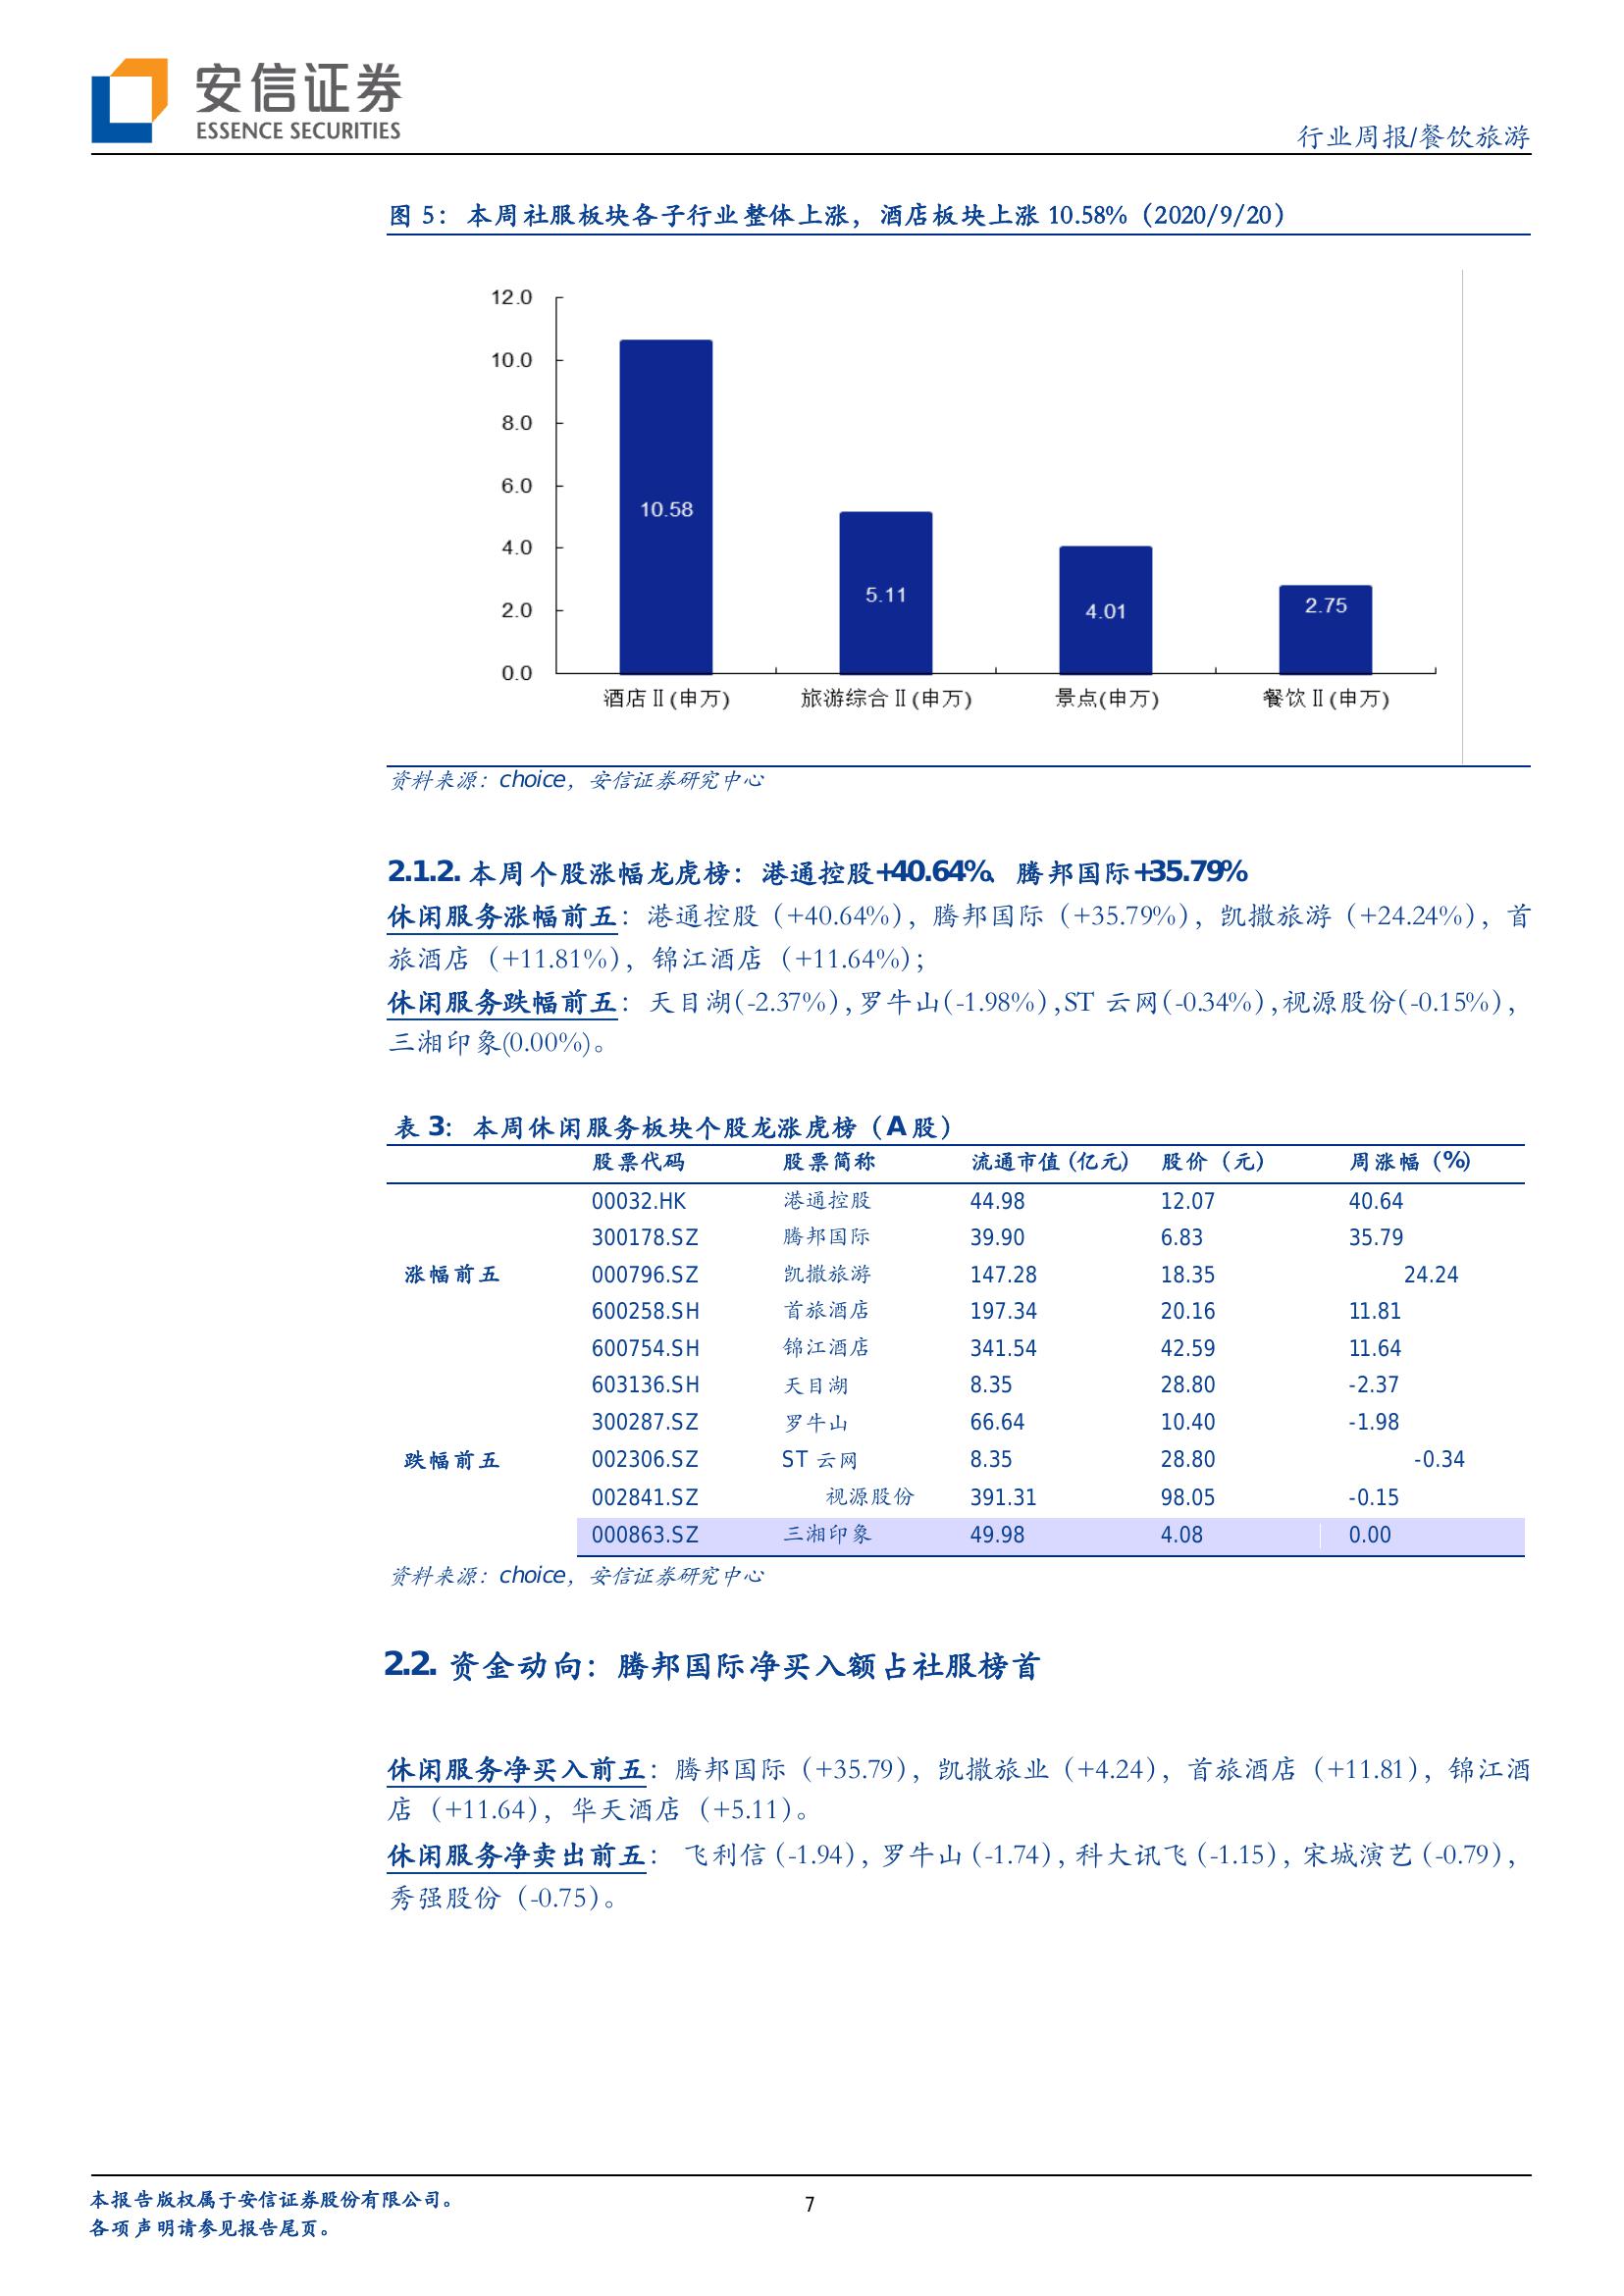 安信证券
ESSENCE SECURITIES
行业周报/餐饮旅游
图 5：本周社服板块各子行业整体上涨，酒店板块上涨 10.58%（2020/9/20）
12.0
10.0
8.0
6.0
4.0
2.0
0.0
10.58
5.11
4.01
2.75
酒店Ⅱ(申万) 旅游综合Ⅱ(申万) 景点(申万) 餐饮Ⅱ(申万)
资料来源：choice，安信证券研究中心
2.1.2. 本周个股涨幅龙虎榜：港通控股+40.64%、腾邦国际+35.79%
休闲服务涨幅前五：港通控股（+40.64%），腾邦国际（+35.79%），凯撒旅游（+24.24%），首
旅酒店（+11.81%），锦江酒店（+11.64%）；
休闲服务跌幅前五：天目湖(-2.37%),罗牛山(-1.98%),ST 云网(-0.34%),视源股份(-0.15%),
三湘印象(0.00%)。
表 3：本周休闲服务板块个股龙涨虎榜（A 股）
股票代码 股票简称 流通市值(亿元) 股价（元） 周涨幅（%）
00032.HK 港通控股 44.98 12.07 40.64
300178.SZ 腾邦国际 39.90 6.83 35.79
涨幅前五 000796.SZ 凯撒旅游 147.28 18.35 24.24
600258.SH 首旅酒店 197.34 20.16 11.81
600754.SH 锦江酒店 341.54 42.59 11.64
603136.SH 天目湖 8.35 28.80 -2.37
300287.SZ 罗牛山 66.64 10.40 -1.98
跌幅前五 002306.SZ ST 云网 8.35 28.80 -0.34
002841.SZ 视源股份 391.31 98.05 -0.15
000863.SZ 三湘印象 49.98 4.08 0.00
资料来源：choice，安信证券研究中心
2.2. 资金动向：腾邦国际净买入额占社服榜首
休闲服务净买入前五：腾邦国际（+35.79），凯撒旅业（+4.24），首旅酒店（+11.81），锦江酒
店（+11.64），华天酒店（+5.11）。
休闲服务净卖出前五： 飞利信(-1.94),罗牛山(-1.74),科大讯飞(-1.15),宋城演艺(-0.79),
秀强股份（-0.75）。
本报告版权属于安信证券股份有限公司。
各项声明请参见报告尾页。
7